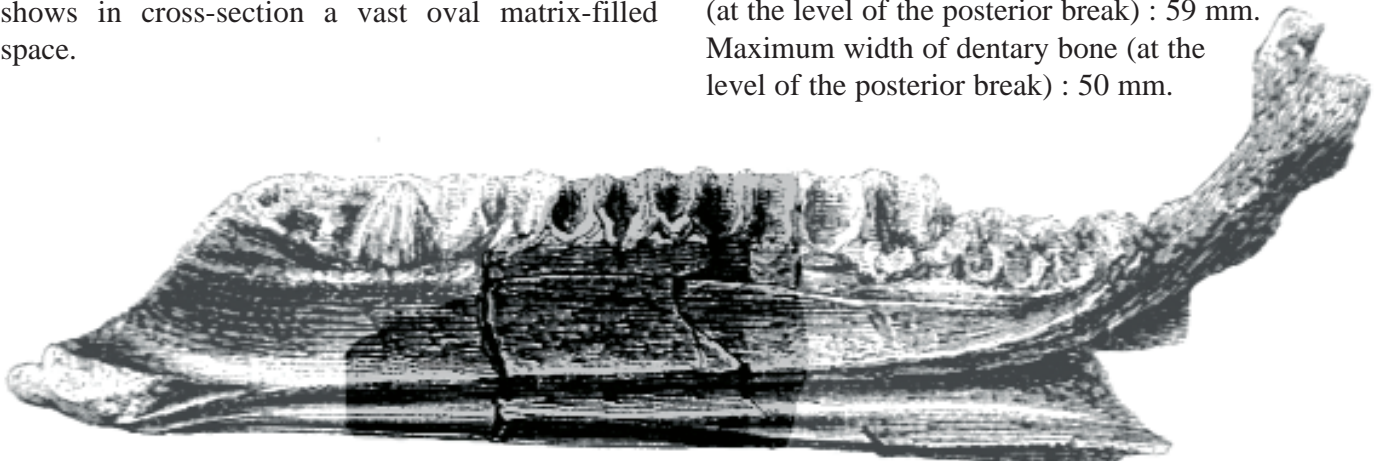 shows in cross-section a vast oval matrix-filled
space.
(at the level of the posterior break) : 59 mm.
Maximum width of dentary bone (at the
level of the posterior break) : 50 mm.